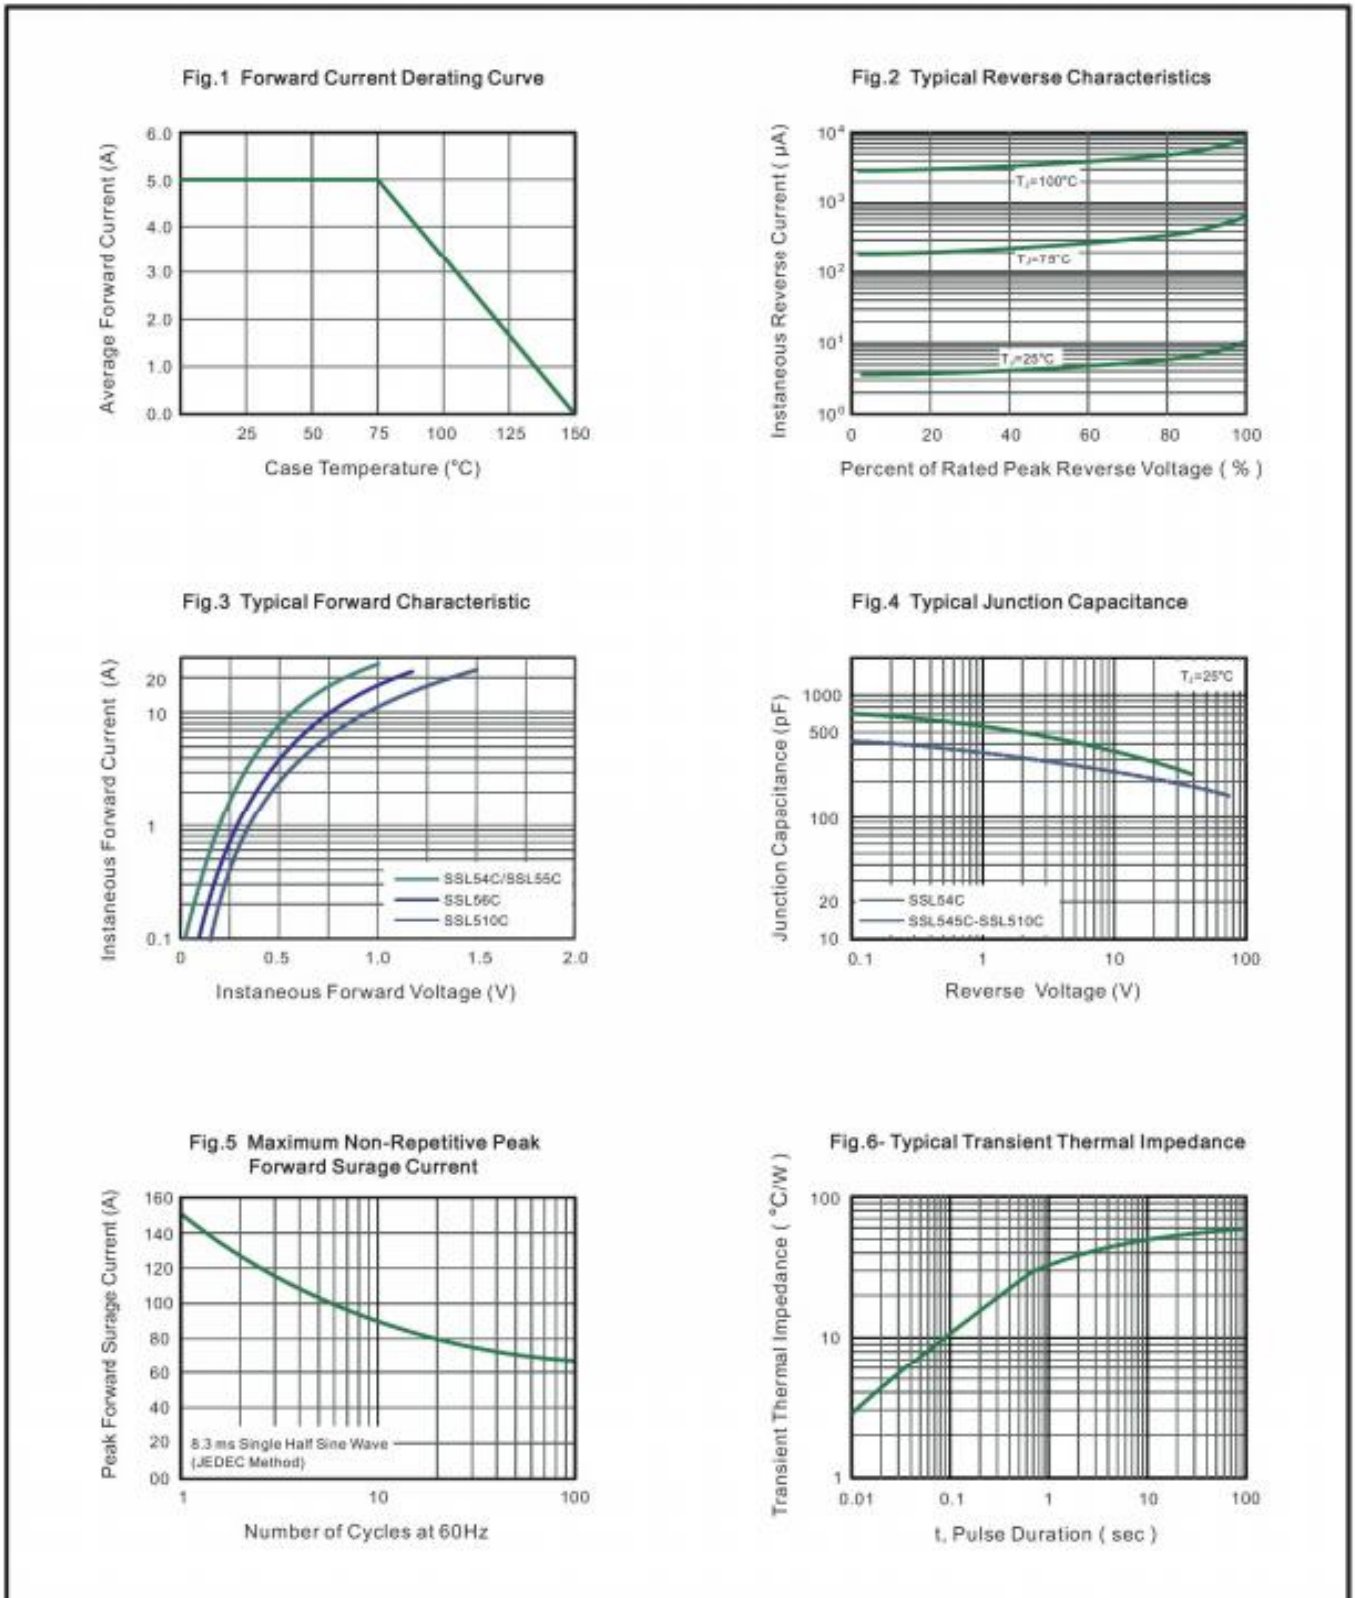 Fig.1 Forward Current Derating Curve
Average Forward Current (A)
6.0
5.0
4.0
3.0
2.0
1.0
0.0
25 50 75 100 125 150
Case Temperature (°C)
Fig.2 Typical Reverse Characteristics
Instaneous Reverse Current ( μA)
10⁴
10³
10²
10¹
10⁰
TJ=100°C
TJ=75°C
TJ=25°C
0 20 40 60 80 100
Percent of Rated Peak Reverse Voltage ( % )
Fig.3 Typical Forward Characteristic
Instaneous Forward Current (A)
20
10
1
0.1
SSL54C/SSL55C
SSL56C
SSL510C
0 0.5 1.0 1.5 2.0
Instaneous Forward Voltage (V)
Fig.4 Typical Junction Capacitance
Junction Capacitance (pF)
1000
500
100
20
10
TJ=25°C
SSL54C
SSL545C-SSL510C
0.1 1 10 100
Reverse Voltage (V)
Fig.5 Maximum Non-Repetitive Peak
Forward Surage Current
Peak Forward Surage Current (A)
160
140
120
100
80
60
40
20
00
8.3 ms Single Half Sine Wave
(JEDEC Method)
1 10 100
Number of Cycles at 60Hz
Fig.6- Typical Transient Thermal Impedance
Transient Thermal Impedance ( °C/W )
100
10
1
0.01 0.1 1 10 100
t, Pulse Duration ( sec )